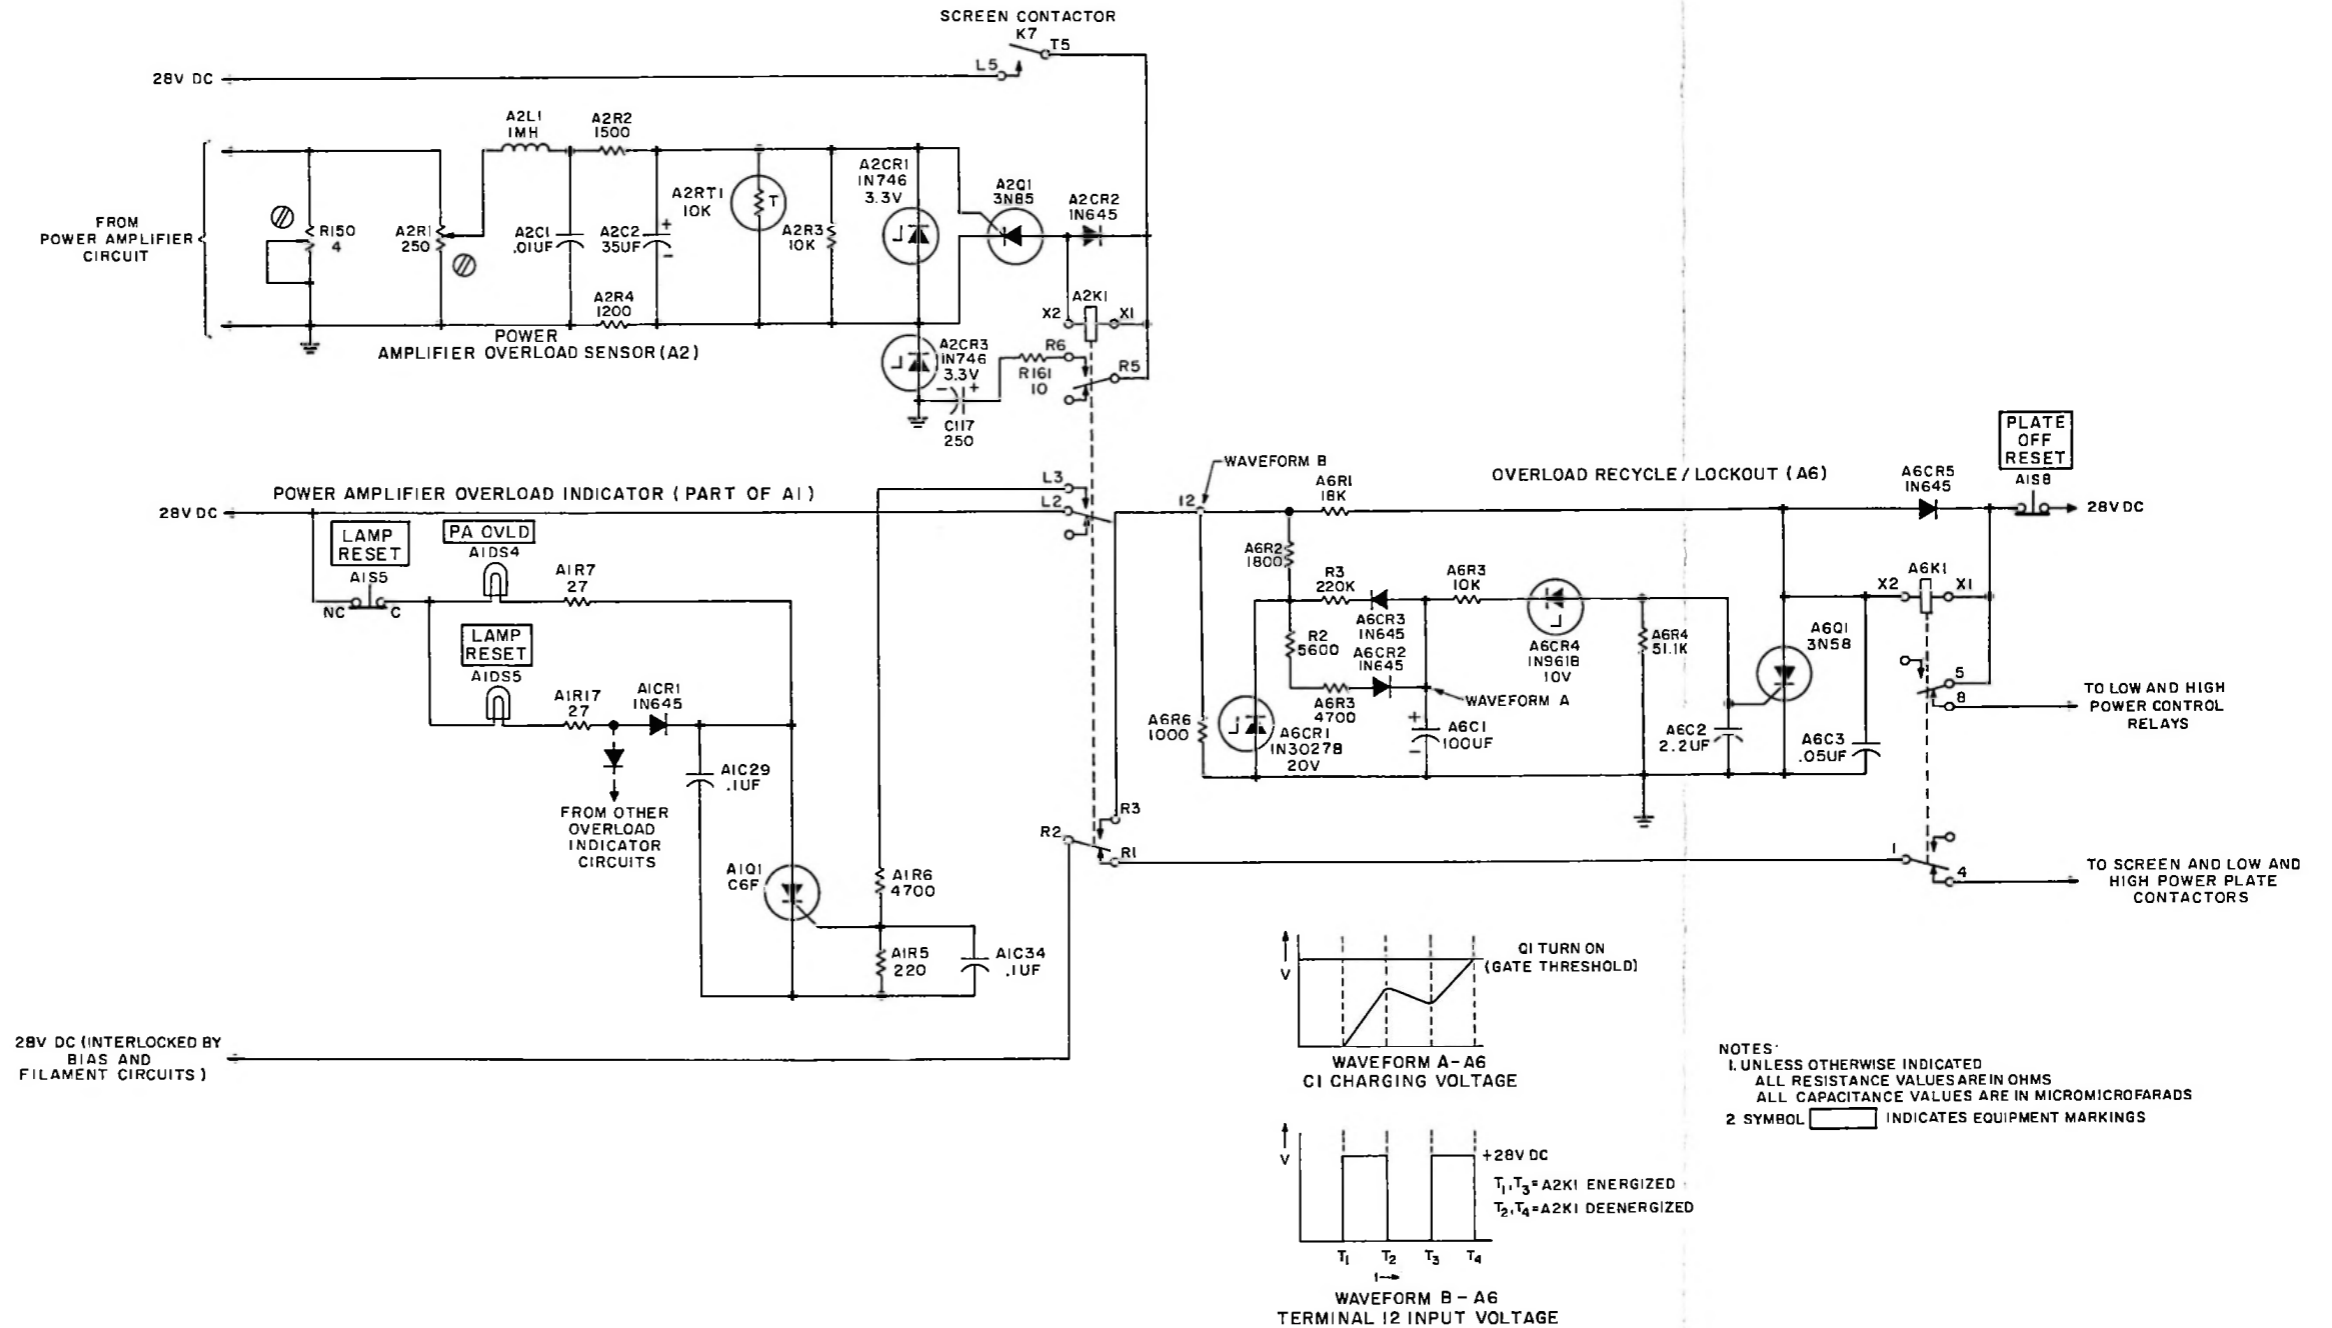 SCREEN CONTACTOR
K7
T5
L5
28V DC
A2L1
1MH
A2R2
1500
A2CR1
1N746
3.3V
A2RT1
10K
T
A2Q1
3N85
A2CR2
1N645
FROM
POWER AMPLIFIER
CIRCUIT
R150
4
A2R1
250
A2C1
.01UF
A2C2
35UF
+
-
A2R3
10K
A2R4
1200
A2K1
X2
X1
POWER
AMPLIFIER OVERLOAD SENSOR (A2)
A2CR3
1N746
3.3V
R6
R161
10
R5
- +
C117
250
PLATE
OFF
RESET
A1S8
WAVEFORM B
OVERLOAD RECYCLE / LOCKOUT (A6)
A6CR5
1N645
28V DC
L3
L2
POWER AMPLIFIER OVERLOAD INDICATOR (PART OF A1)
28V DC
12
A6R1
18K
LAMP
RESET
A1S5
NC
C
PA OVLD
A1DS4
A1R7
27
A6R2
1800
R3
220K
A6CR3
1N645
A6R3
10K
A6CR4
1N961B
10V
A6K1
X2
X1
LAMP
RESET
A1DS5
A1R17
27
A1CR1
1N645
R2
5600
A6CR2
1N645
A6R3
4700
WAVEFORM A
A6R4
51.1K
A6Q1
3N58
5
8
TO LOW AND HIGH
POWER CONTROL
RELAYS
A6R6
1000
A6CR1
1N3027B
20V
+
-
A6C1
100UF
A6C2
2.2UF
A6C3
.05UF
A1C29
.1UF
FROM OTHER
OVERLOAD
INDICATOR
CIRCUITS
R3
R2
R1
1
4
TO SCREEN AND LOW AND
HIGH POWER PLATE
CONTACTORS
A1Q1
C6F
A1R6
4700
A1R5
220
A1C34
.1UF
V
Q1 TURN ON
(GATE THRESHOLD)
WAVEFORM A-A6
C1 CHARGING VOLTAGE
28V DC (INTERLOCKED BY
BIAS AND
FILAMENT CIRCUITS)
NOTES:
1. UNLESS OTHERWISE INDICATED
ALL RESISTANCE VALUES ARE IN OHMS
ALL CAPACITANCE VALUES ARE IN MICROMICROFARADS
2 SYMBOL INDICATES EQUIPMENT MARKINGS
V
+28V DC
T1, T3= A2K1 ENERGIZED
T2, T4= A2K1 DEENERGIZED
T1 T2 T3 T4
t
WAVEFORM B - A6
TERMINAL 12 INPUT VOLTAGE